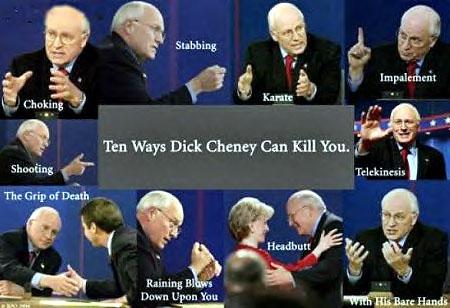 Choking
Stabbing
Karate
Impalement
Shooting
Ten Ways Dick Cheney Can Kill You.
Telekinesis
The Grip of Death
Raining Blows
Down Upon You
Headbutt
With His Bare Hands